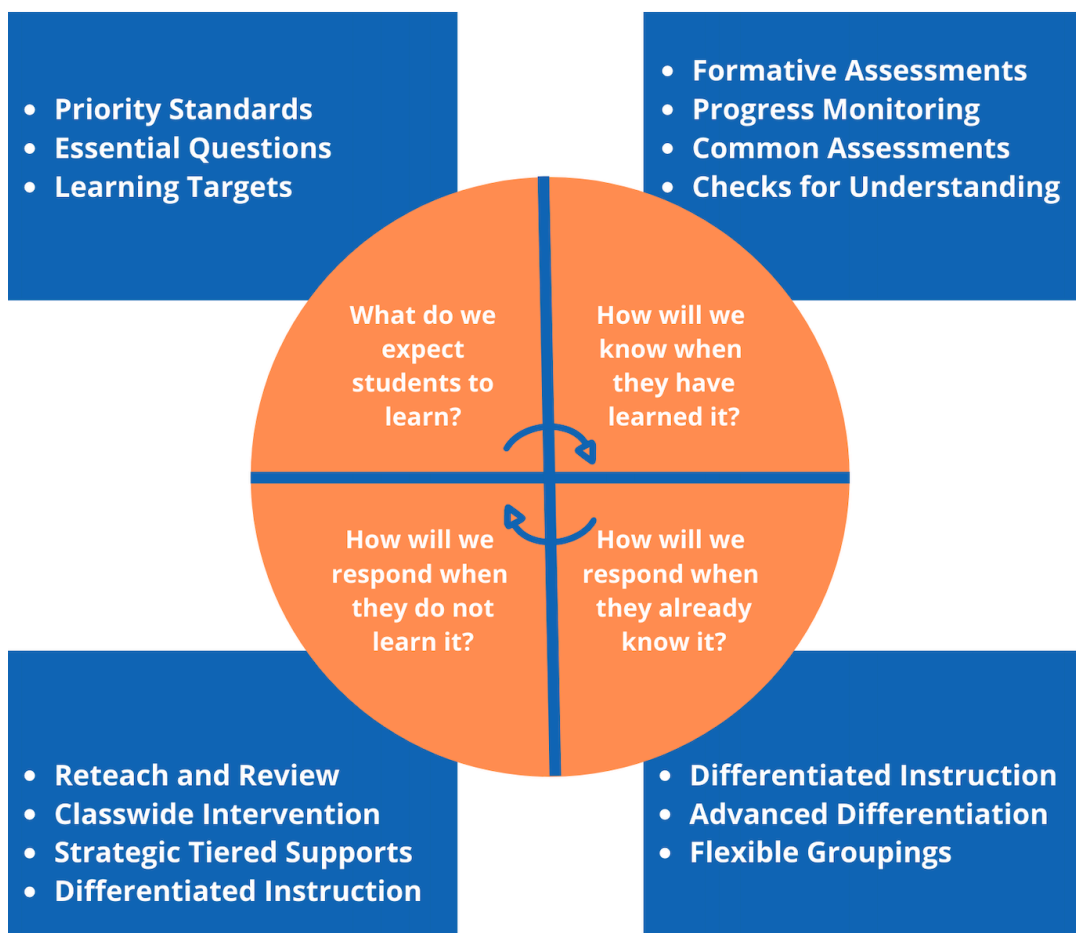 • Priority Standards
• Essential Questions
• Learning Targets
• Formative Assessments
• Progress Monitoring
• Common Assessments
• Checks for Understanding
What do we
expect
students to
learn?
How will we
know when
they have
learned it?
How will we
respond when
they do not
learn it?
How will we
respond when
they already
know it?
• Reteach and Review
• Classwide Intervention
• Strategic Tiered Supports
• Differentiated Instruction
• Differentiated Instruction
• Advanced Differentiation
• Flexible Groupings